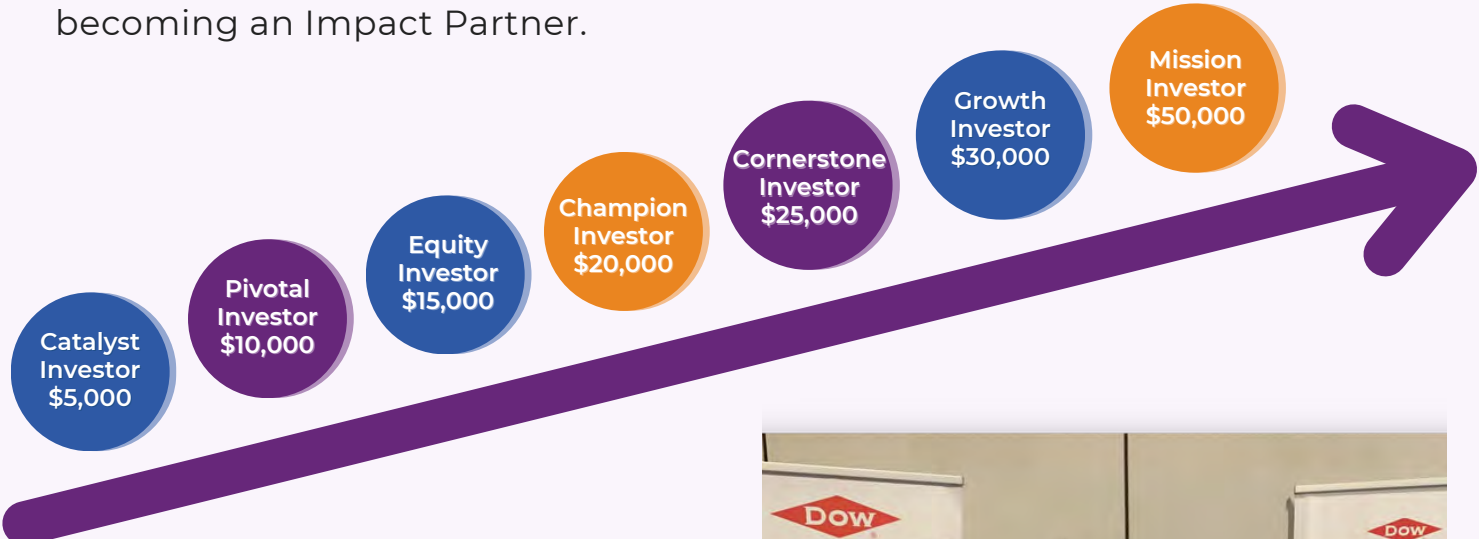 becoming an Impact Partner.
Catalyst
Investor
$5,000
Pivotal
Investor
$10,000
Equity
Investor
$15,000
Champion
Investor
$20,000
Cornerstone
Investor
$25,000
Growth
Investor
$30,000
Mission
Investor
$50,000
DOW
DOW